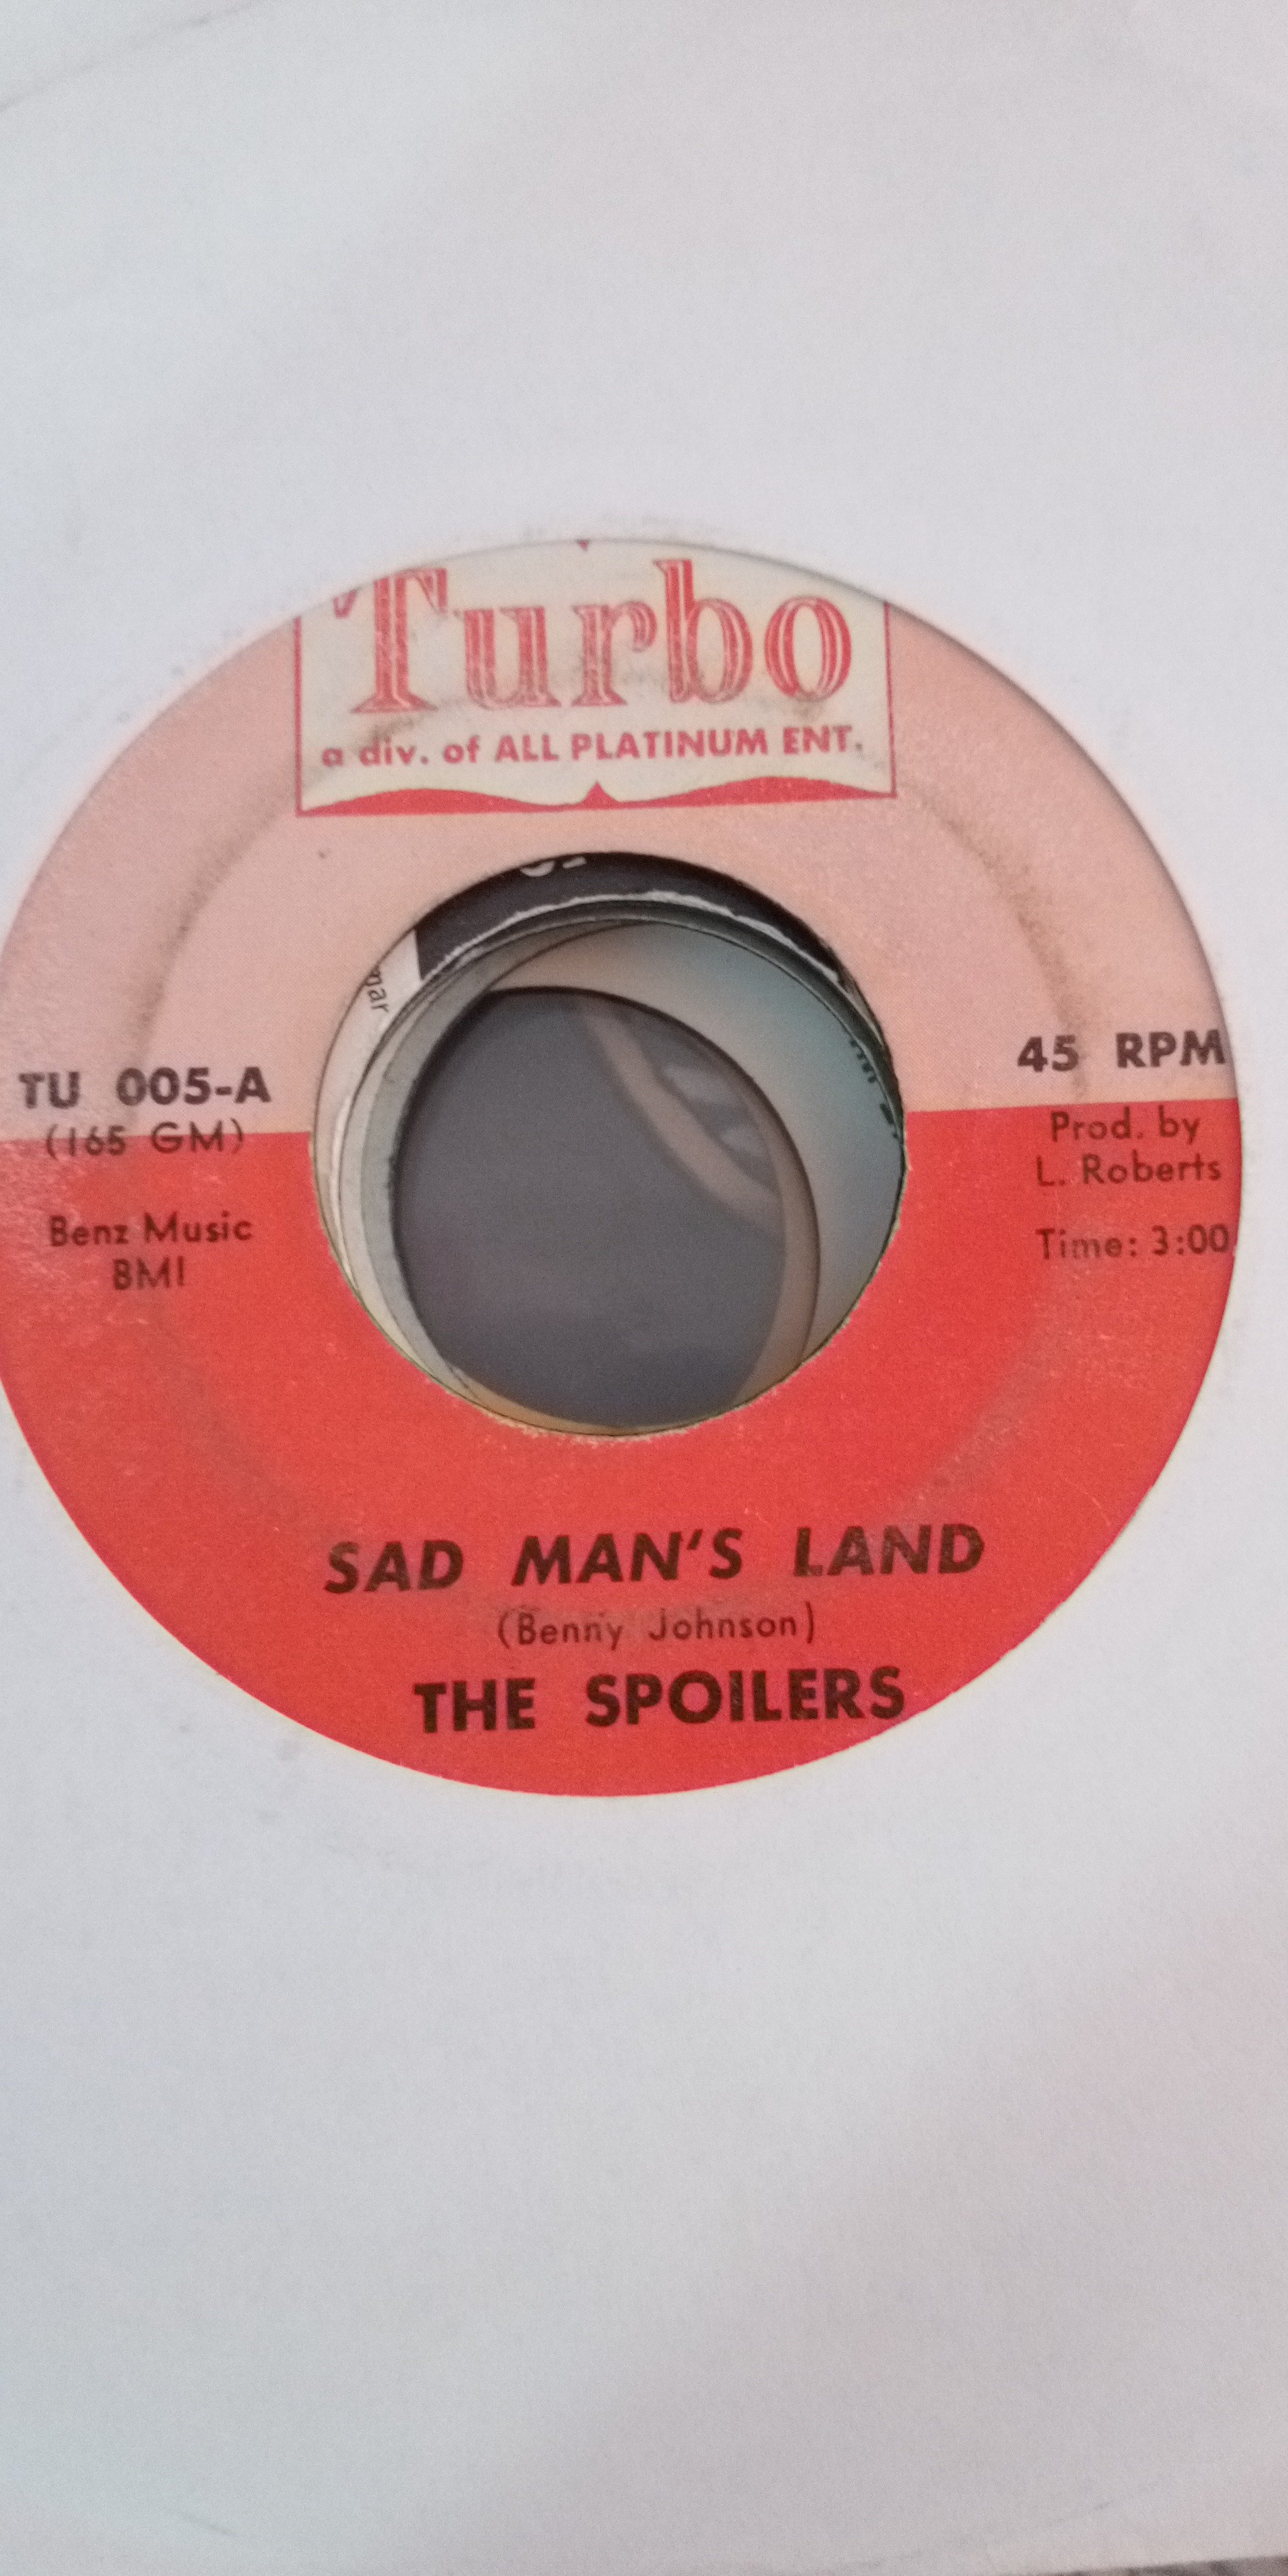 Turbo
a div. of ALL PLATINUM ENT.
TU 005-A
(165 GM)
Benz Music
BMI
45 RPM
Prod. by
L. Roberts
Time: 3:00
SAD MAN'S LAND
(Benny Johnson)
THE SPOILERS